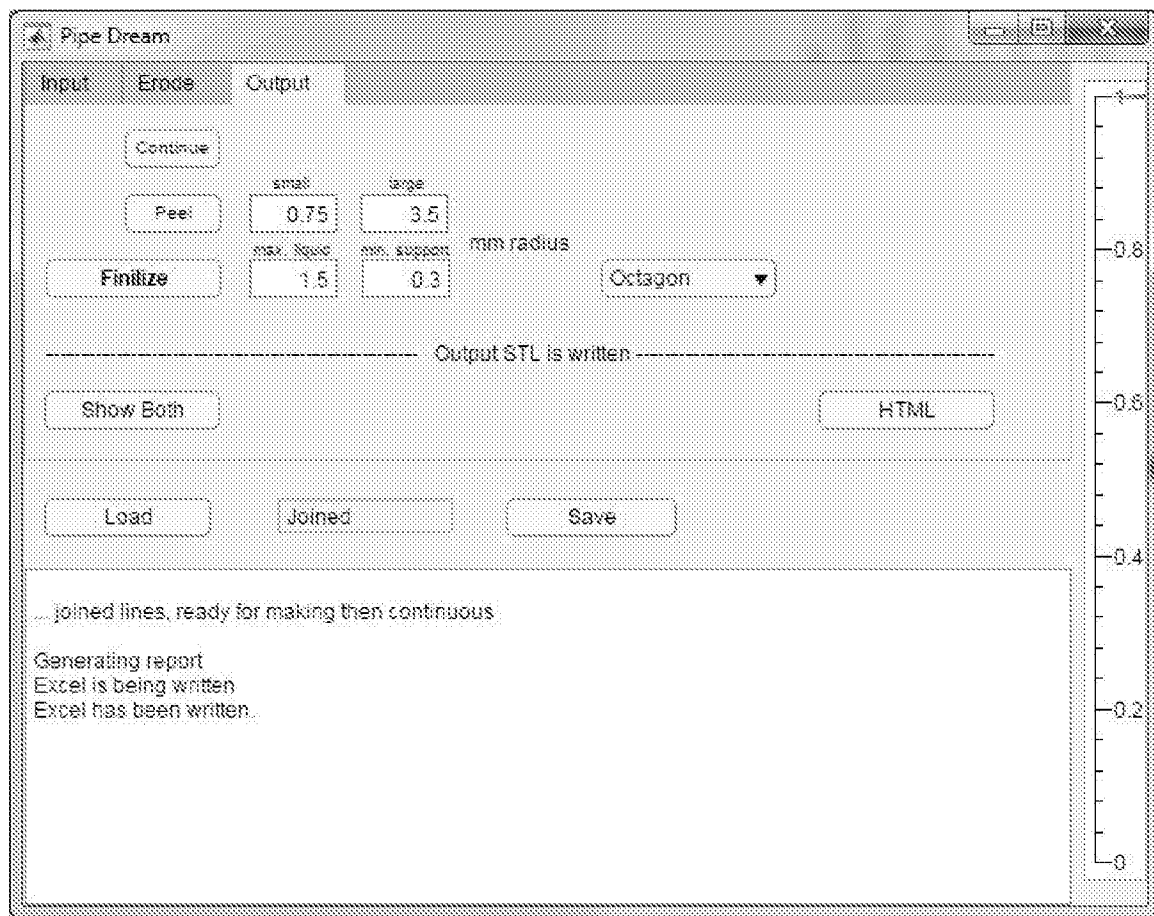 Pipe Dream
Input Erode Output
Continue
small large
Peel 0.75 3.5
mm radius
max. liquid min. support
Finilize 1.5 0.3 Octagon
Output STL is written
Show Both HTML
Load Joined Save
... joined lines, ready for making then continuous
Generating report
Excel is being written
Excel has been written.
1
0.8
0.6
0.4
0.2
0